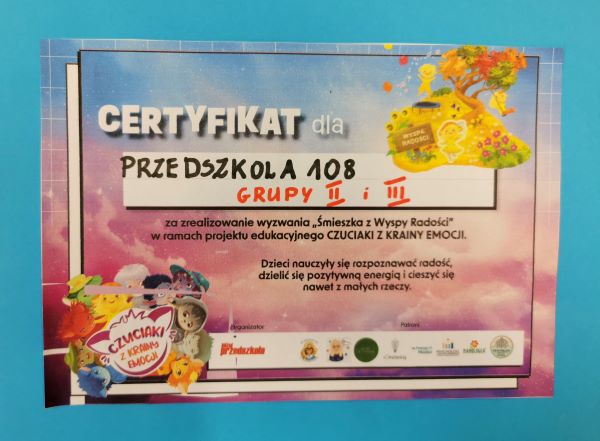 CERTYFIKAT dla
WYSPA
RADOŚCI
PRZEDSZKOLA 108
GRUPY II i III
za zrealizowanie wyzwania „Śmieszka z Wyspy Radości"
w ramach projektu edukacyjnego CZUCIAKI Z KRAINY EMOCJI.
Dzieci nauczyły się rozpoznawać radość,
dzielić się pozytywną energią i cieszyć się
nawet z małych rzeczy.
CZUCIAKI
Z KRAINY
EMOCJI
Organizator
Patroni
przedszkola